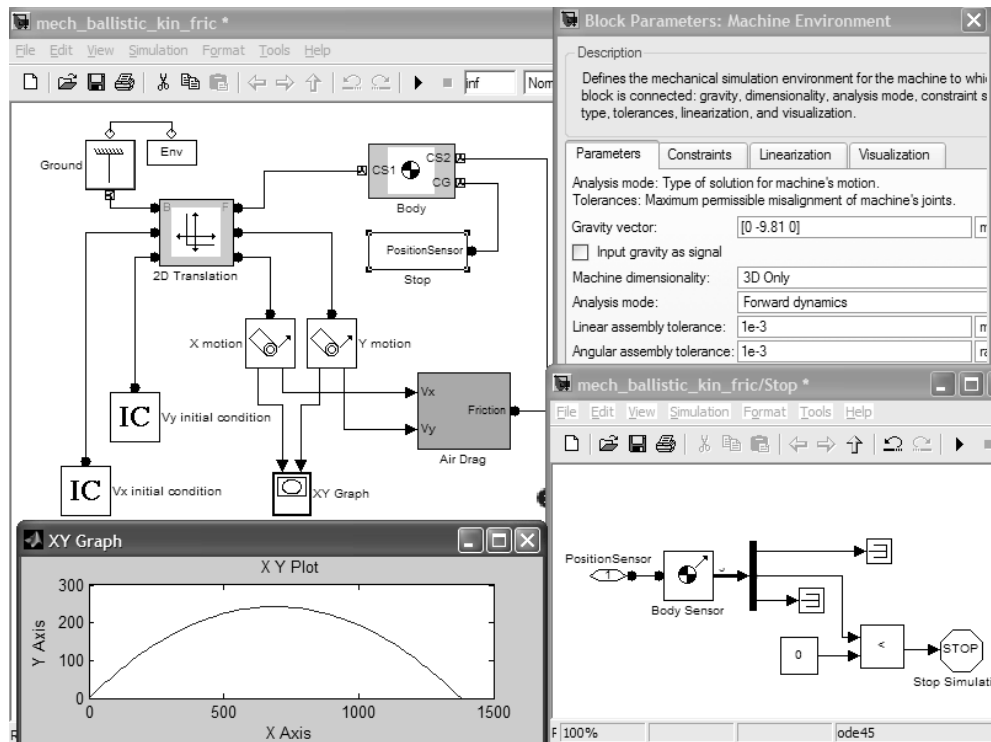 mech_ballistic_kin_fric *
File Edit View Simulation Format Tools Help
inf
Ground
Env
B
F
2D Translation
CS1
CS2
CG
Body
PositionSensor
Stop
X motion
Y motion
IC
Vy initial condition
IC
Vx initial condition
Vx
Vy
Friction
Air Drag
XY Graph
XY Graph
X Y Plot
Y Axis
300
200
100
0
0 500 1000 1500
X Axis
Block Parameters: Machine Environment
Description
Defines the mechanical simulation environment for the machine to
block is connected: gravity, dimensionality, analysis mode, constraint
type, tolerances, linearization, and visualization.
Parameters Constraints Linearization Visualization
Analysis mode: Type of solution for machine's motion.
Tolerances: Maximum permissible misalignment of machine's joints.
Gravity vector: [0 -9.81 0]
Input gravity as signal
Machine dimensionality: 3D Only
Analysis mode: Forward dynamics
Linear assembly tolerance: 1e-3
Angular assembly tolerance: 1e-3
mech_ballistic_kin_fric/Stop *
File Edit View Simulation Format Tools Help
PositionSensor
1
Body Sensor
0
<
STOP
Stop
F 100% ode45